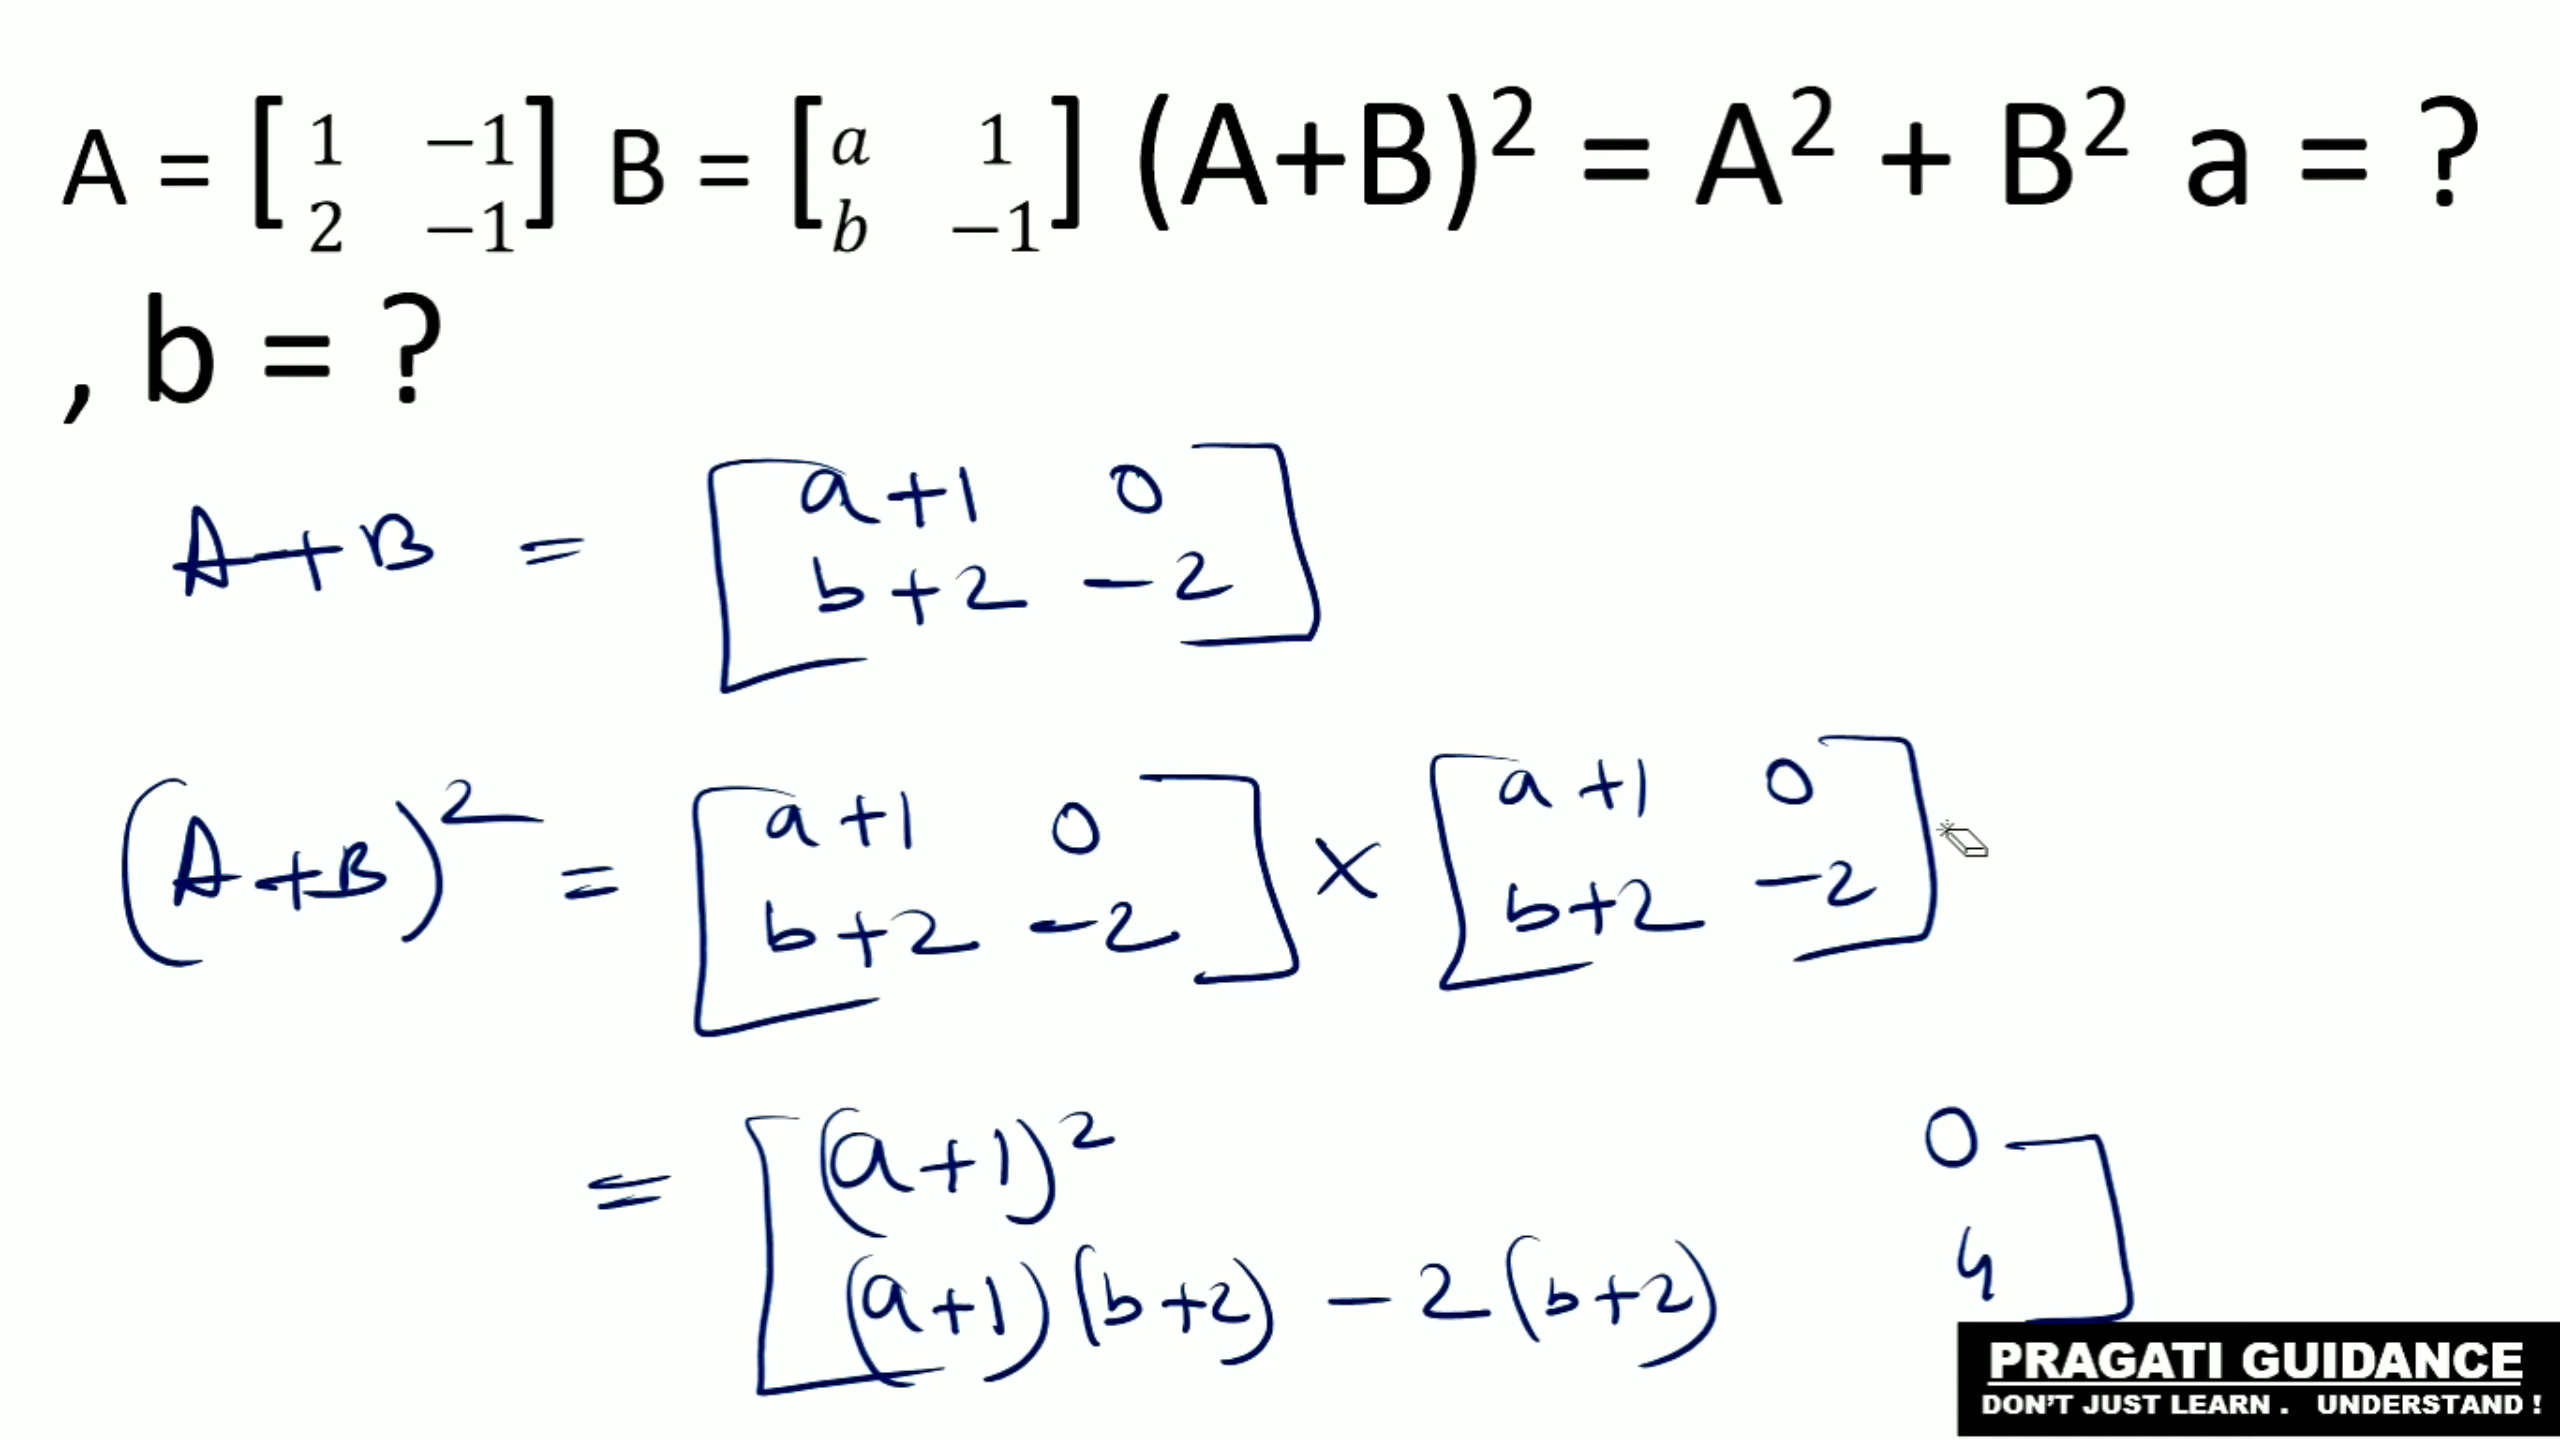 A = [1 −1 2 −1] B = [a 1 b −1] (A+B)² = A² + B² a = ?
, b = ?
A+B = [a+1 0 b+2 −2]
(A+B)² = [a+1 0 b+2 −2] × [a+1 0 b+2 −2]
= [(a+1)² 0 (a+1)(b+2) −2(b+2) 4]
PRAGATI GUIDANCE
DON'T JUST LEARN . UNDERSTAND !